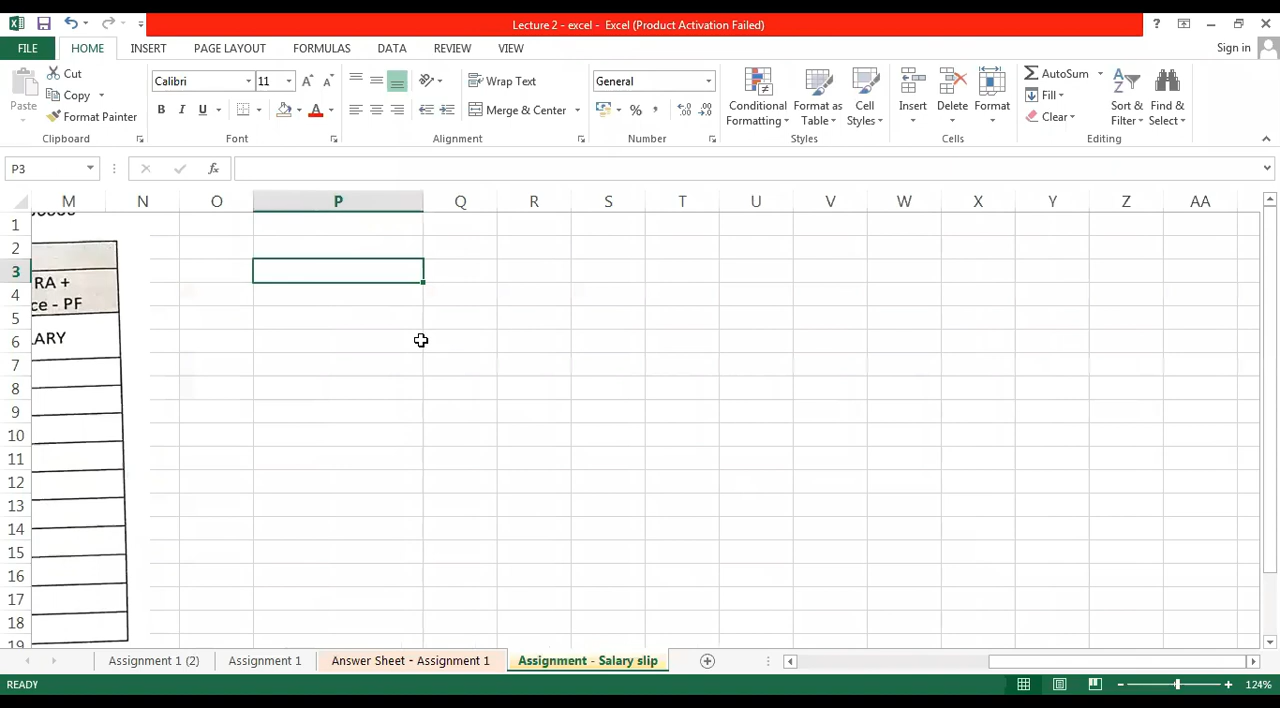 Lecture 2 - excel - Excel (Product Activation Failed)
FILE HOME INSERT PAGE LAYOUT FORMULAS DATA REVIEW VIEW Sign in
Cut
Copy
Format Painter
Paste
Clipboard
Calibri 11
B I U
Font
Wrap Text
Merge & Center
Alignment
General
Number
Conditional Formatting
Format as Table
Cell Styles
Styles
Insert
Delete
Format
Cells
AutoSum
Fill
Clear
Sort & Filter
Find & Select
Editing
P3
M N O P Q R S T U V W X Y Z AA
1
2
3 RA +
4 ce - PF
5
6 LARY
7
8
9
10
11
12
13
14
15
16
17
18
19
Assignment 1 (2) Assignment 1 Answer Sheet - Assignment 1 Assignment - Salary slip
READY 124%